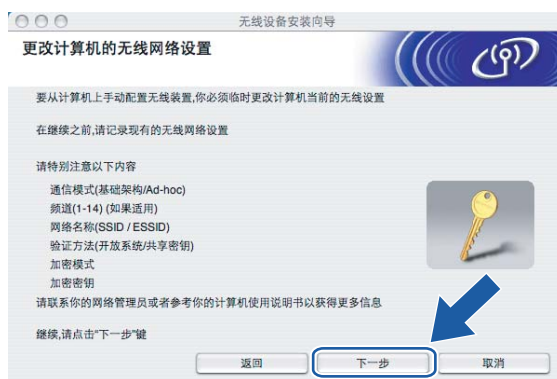 无线设备安装向导
更改计算机的无线网络设置
要从计算机上手动配置无线装置,你必须临时更改计算机当前的无线设置
在继续之前,请记录现有的无线网络设置
请特别注意以下内容
通信模式(基础架构/Ad-hoc)
频道(1-14) (如果适用)
网络名称(SSID / ESSID)
验证方法(开放系统/共享密钥)
加密模式
加密密钥
请联系你的网络管理员或者参考你的计算机使用说明书以获得更多信息
继续,请点击"下一步"键
返回 下一步 取消